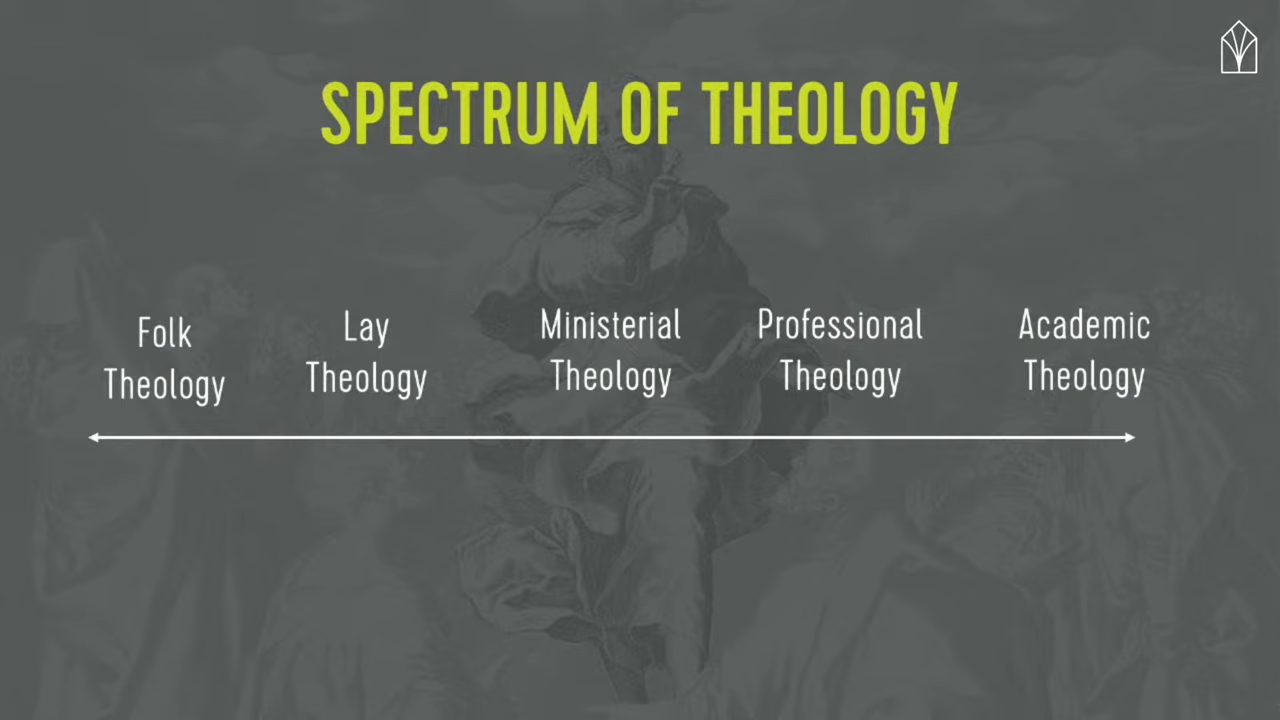 SPECTRUM OF THEOLOGY
Folk
Theology
Lay
Theology
Ministerial
Theology
Professional
Theology
Academic
Theology